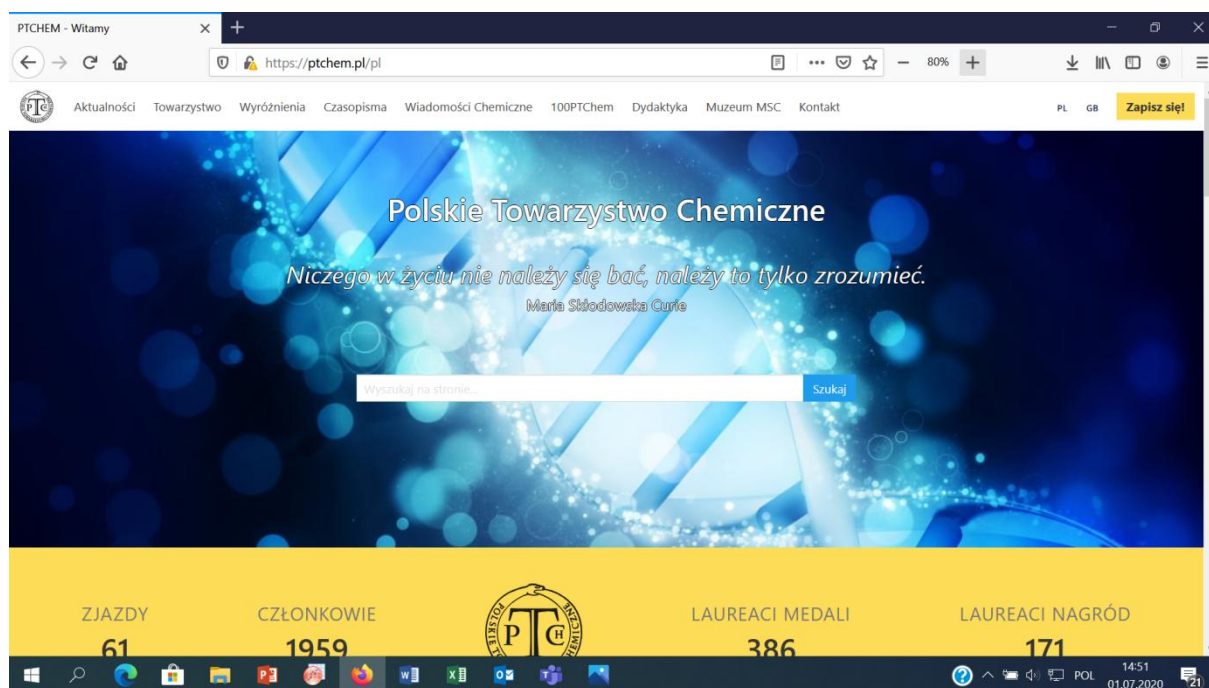 PTCHEM - Witamy
https://ptchem.pl/pl
80%
PTCH
Aktualności Towarzystwo Wyróżnienia Czasopisma Wiadomości Chemiczne 100PTChem Dydaktyka Muzeum MSC Kontakt PL GB Zapisz się!
Polskie Towarzystwo Chemiczne
Niczego w życiu nie należy się bać, należy to tylko zrozumieć.
Maria Skłodowska Curie
Wyszukaj na stronie... Szukaj
ZJAZDY CZŁONKOWIE LAUREACI MEDALI LAUREACI NAGRÓD
61 1959 386 171
PTCH
POL 14:51
01.07.2020 21